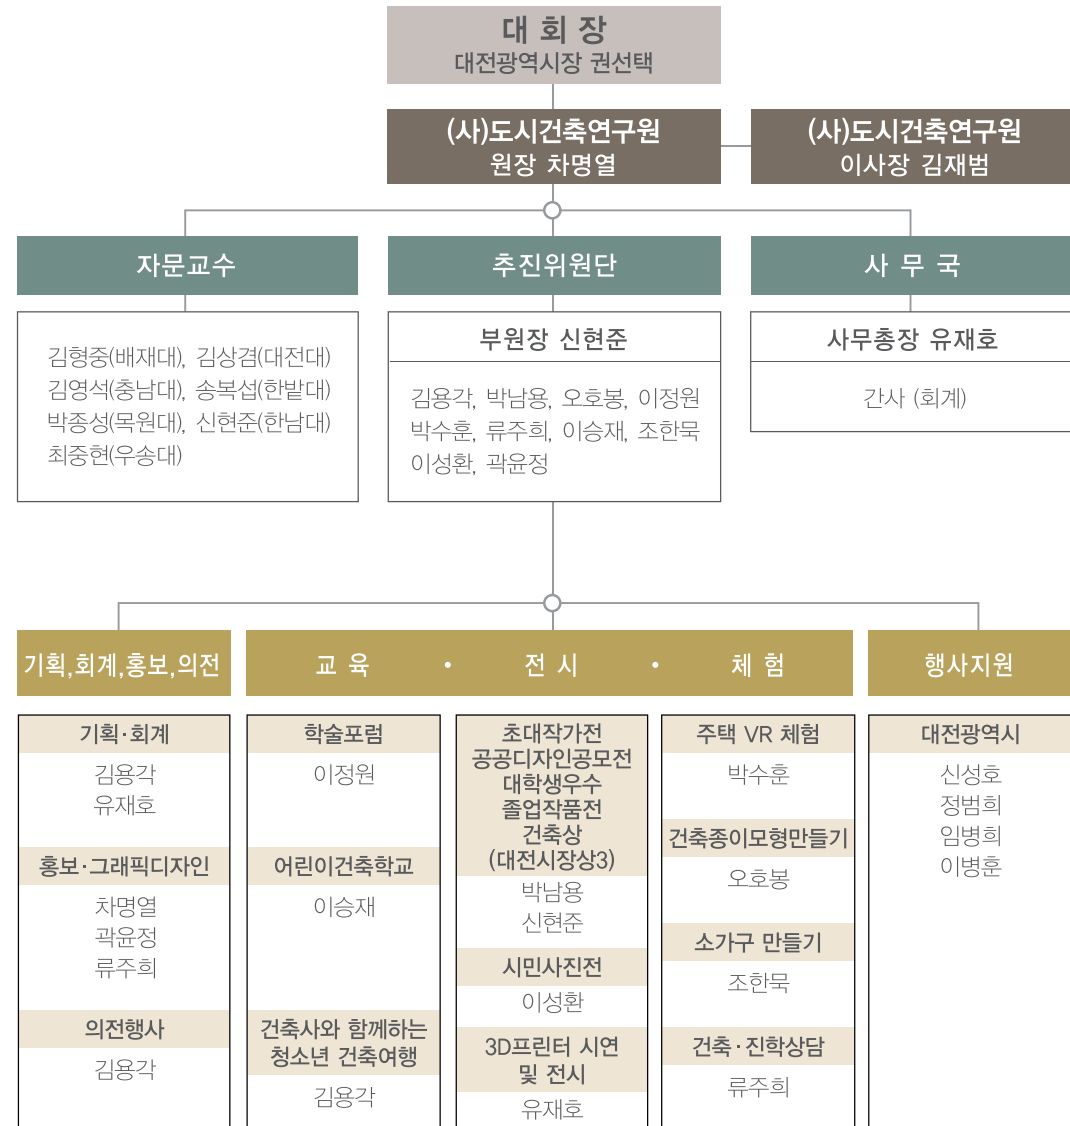 대 회 장
대전광역시장 권선택
(사)도시건축연구원
원장 차명열
(사)도시건축연구원
이사장 김재범
자문교수
김형중(배재대), 김상겸(대전대)
김영석(충남대), 송복섭(한밭대)
박종성(목원대), 신현준(한남대)
최중현(우송대)
추진위원단
부원장 신현준
김용각, 박남용, 오호봉, 이정원
박수훈, 류주희, 이승재, 조한묵
이성환, 곽윤정
사 무 국
사무총장 유재호
간사 (회계)
기획,회계,홍보,의전
기획·회계
김용각
유재호
홍보·그래픽디자인
차명열
곽윤정
류주희
의전행사
김용각
교 육 • 전 시 • 체 험
학술포럼
이정원
어린이건축학교
이승재
건축사와 함께하는
청소년 건축여행
김용각
초대작가전
공공디자인공모전
대학생우수
졸업작품전
건축상
(대전시장상3)
박남용
신현준
시민사진전
이성환
3D프린터 시연
및 전시
유재호
주택 VR 체험
박수훈
건축종이모형만들기
오호봉
소가구 만들기
조한묵
건축·진학상담
류주희
행사지원
대전광역시
신성호
정범희
임병희
이병훈